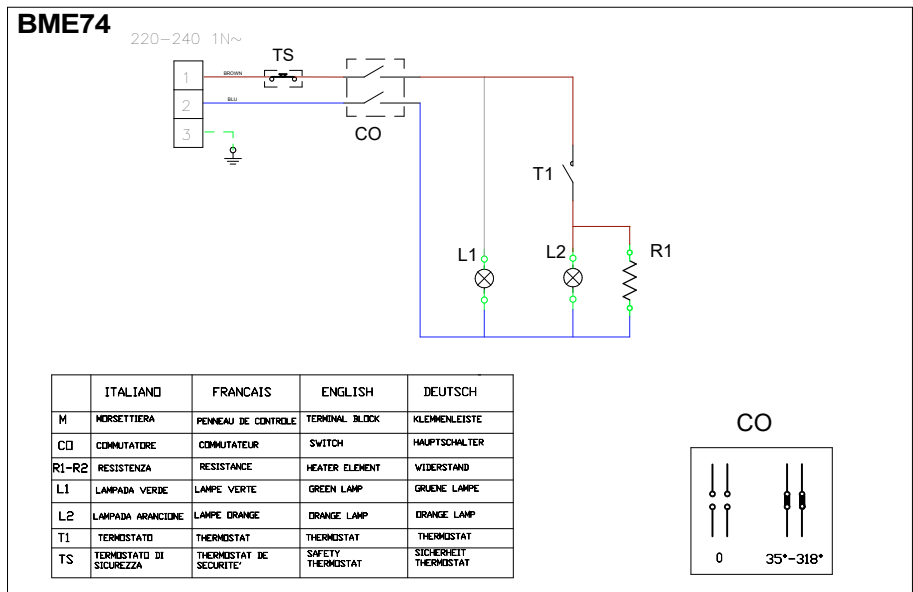 BME74
220-240 1N~
TS
1
BROWN
2
BLU
3
CO
T1
L1
L2
R1
ITALIANO FRANCAIS ENGLISH DEUTSCH
M MORSETTIERA PENNEAU DE CONTROLE TERMINAL BLOCK KLEMMENLEISTE
CO COMMUTATORE COMMUTATEUR SWITCH HAUPTSCHALTER
R1-R2 RESISTENZA RESISTANCE HEATER ELEMENT WIDERSTAND
L1 LAMPADA VERDE LAMPE VERTE GREEN LAMP GRUENE LAMPE
L2 LAMPADA ARANCIONE LAMPE ORANGE ORANGE LAMP ORANGE LAMP
T1 TERMOSTATO THERMOSTAT THERMOSTAT THERMOSTAT
TS TERMOSTATO DI SICUREZZA THERMOSTAT DE SECURITE' SAFETY THERMOSTAT SICHERHEIT THERMOSTAT
CO
0 35°-318°